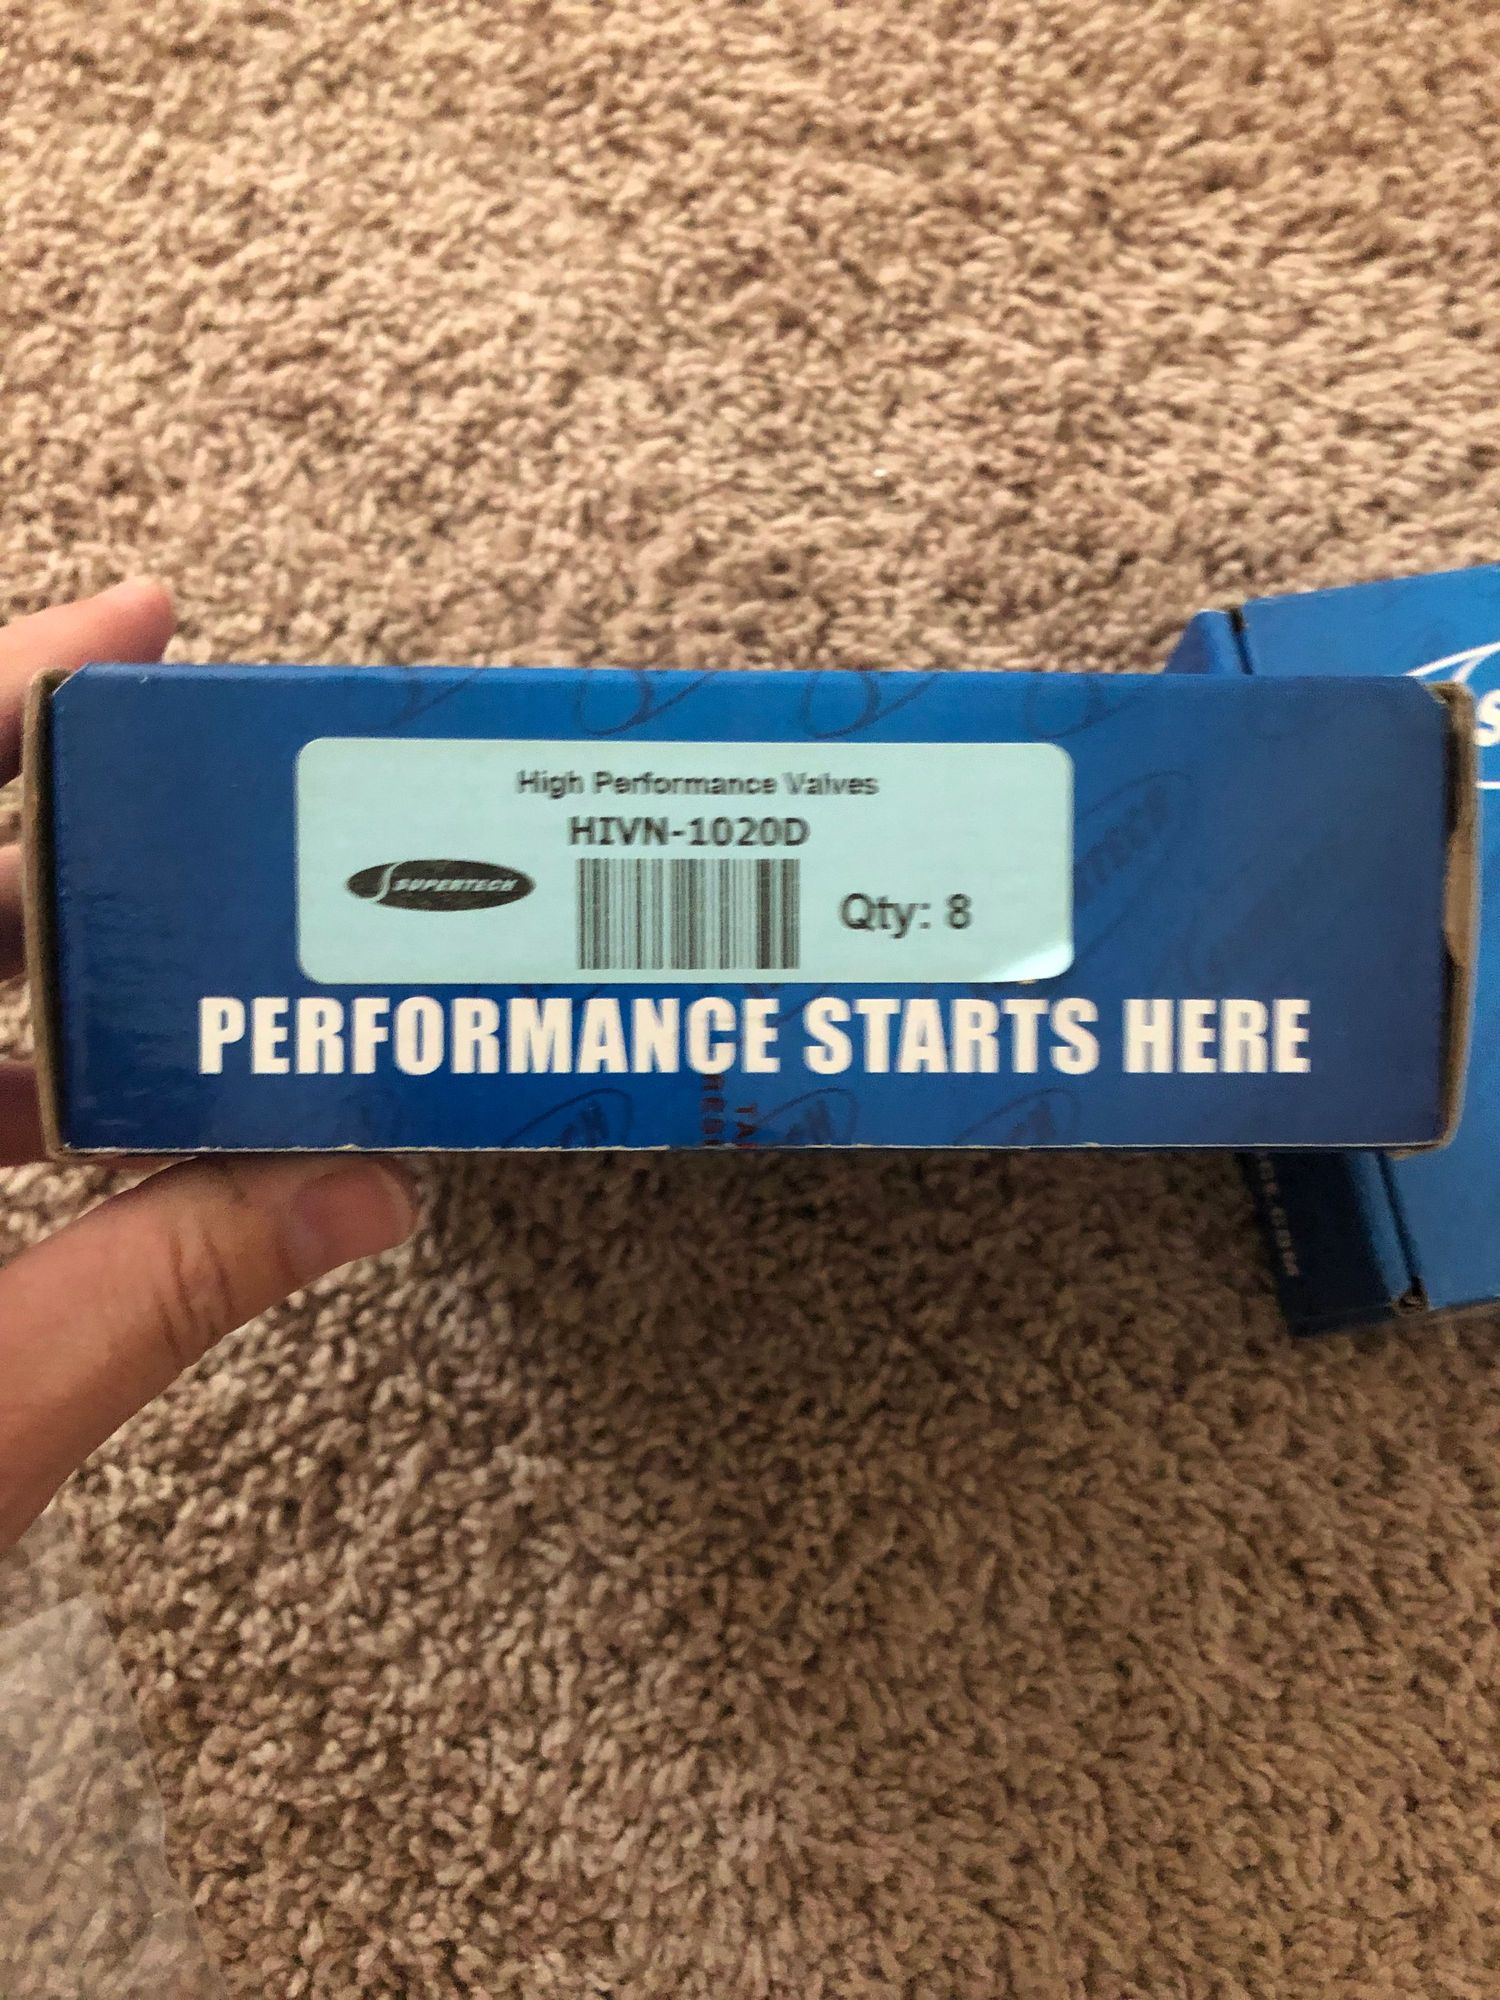 High Performance Valves
HIVN-1020D
SUPERTECH
Qty: 8
PERFORMANCE STARTS HERE